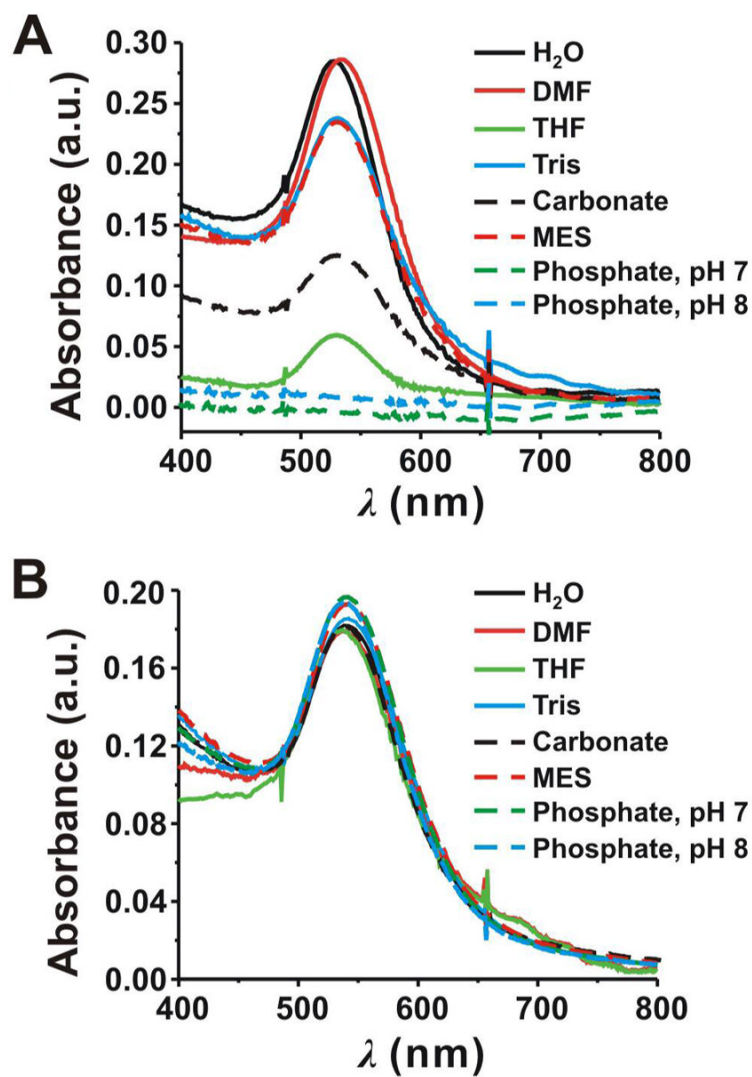 A
Absorbance (a.u.)
0.30
0.25
0.20
0.15
0.10
0.05
0.00
400
500
600
700
800
λ (nm)
H₂O
DMF
THF
Tris
Carbonate
MES
Phosphate, pH 7
Phosphate, pH 8
B
Absorbance (a.u.)
0.20
0.16
0.12
0.08
0.04
0.00
400
500
600
700
800
λ (nm)
H₂O
DMF
THF
Tris
Carbonate
MES
Phosphate, pH 7
Phosphate, pH 8